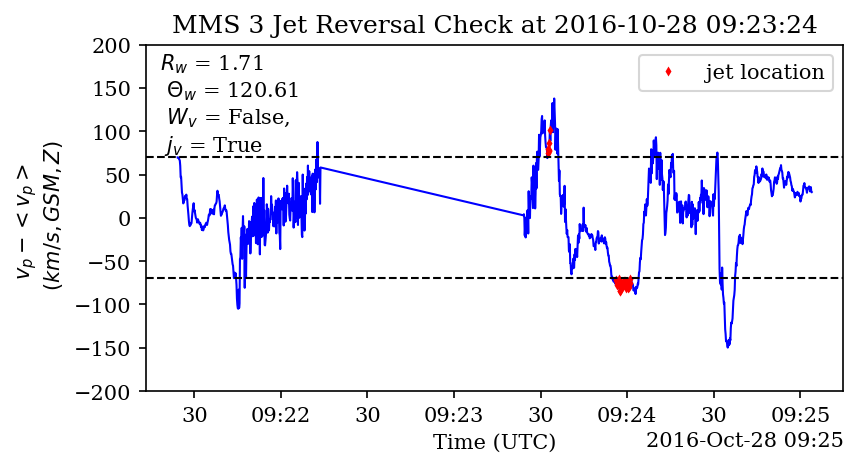 MMS 3 Jet Reversal Check at 2016-10-28 09:23:24
R_w = 1.71
Θ_w = 120.61
W_v = False,
j_v = True
jet location
v_p − < v_p >
(km/s, GSM, Z)
200
150
100
50
0
−50
−100
−150
−200
30 09:22 30 09:23 30 09:24 30 09:25
Time (UTC)
2016-Oct-28 09:25